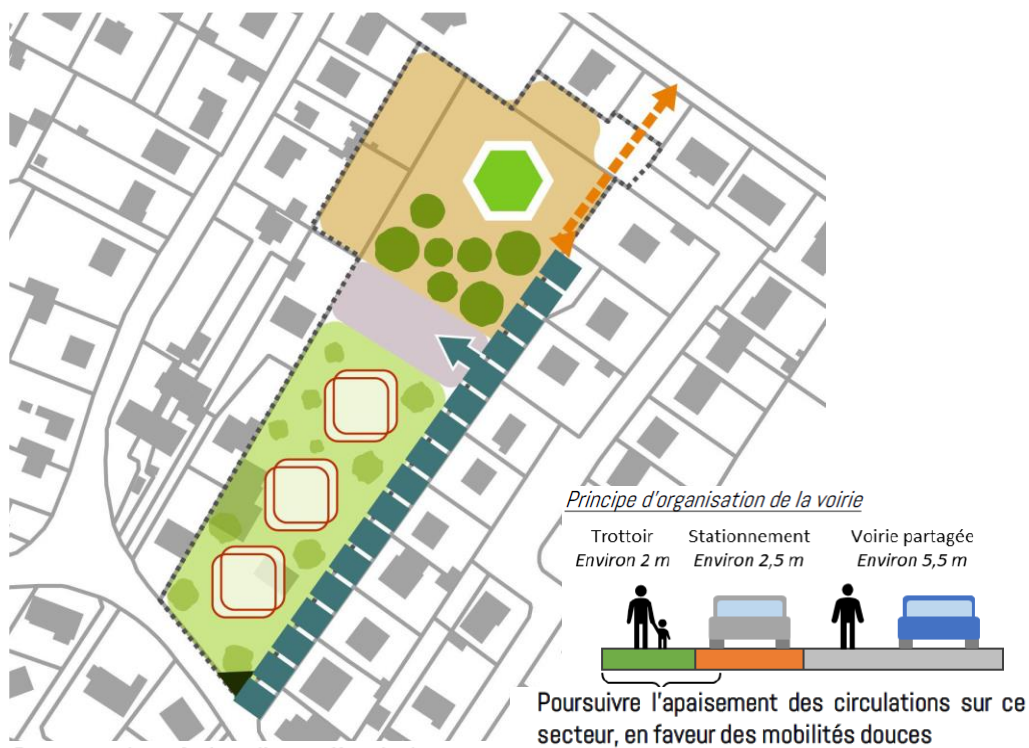 Principe d'organisation de la voirie
Trottoir Stationnement Voirie partagée
Environ 2 m Environ 2,5 m Environ 5,5 m
Poursuivre l'apaisement des circulations sur ce
secteur, en faveur des mobilités douces